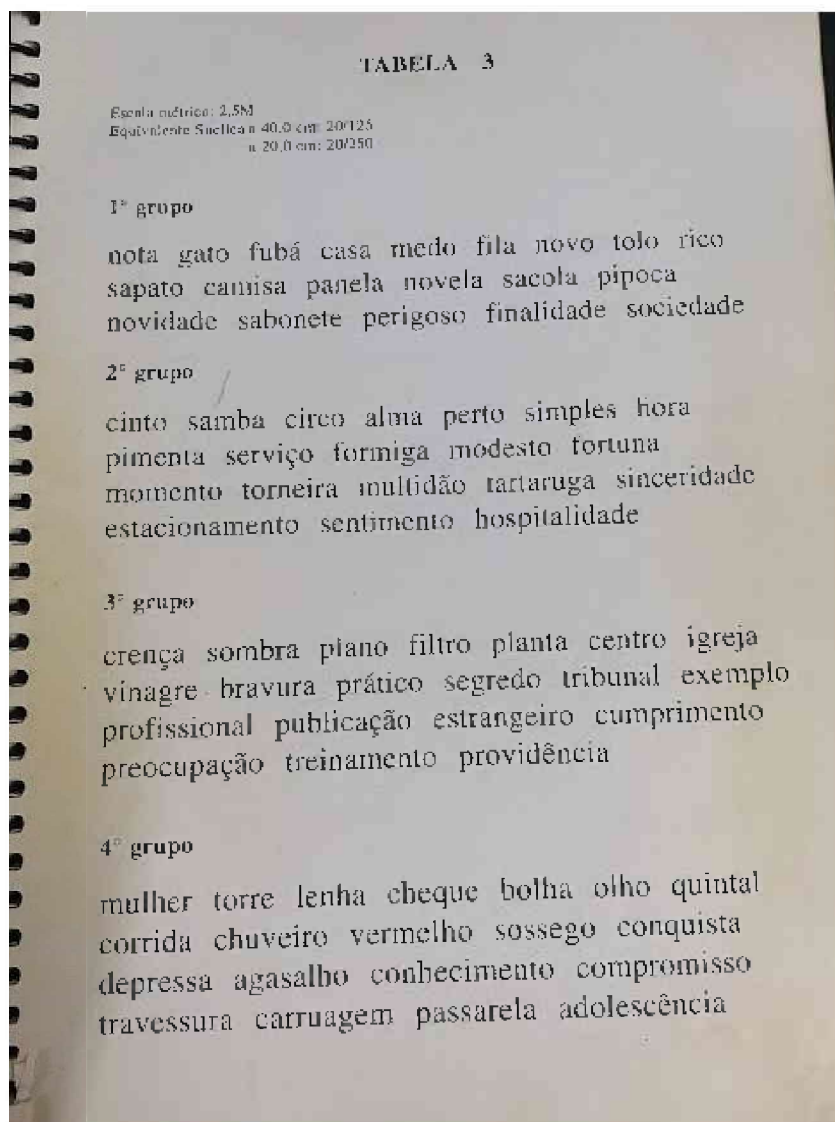 TABELA 3
Escala métrica: 2,5M
Equivalente Snellen a 40,0 cm: 20/125
a 20,0 cm: 20/250
1º grupo
nota gato fubá casa medo fila novo tolo rico
sapato camisa panela novela sacola pipoca
novidade sabonete perigoso finalidade sociedade
2º grupo
cinto samba circo alma perto simples hora
pimenta serviço formiga modesto fortuna
momento torneira multidão tartaruga sinceridade
estacionamento sentimento hospitalidade
3º grupo
crença sombra plano filtro planta centro igreja
vinagre bravura prático segredo tribunal exemplo
profissional publicação estrangeiro cumprimento
preocupação treinamento providência
4º grupo
mulher torre lenha cheque bolha olho quintal
corrida chuveiro vermelho sossego conquista
depressa agasalho conhecimento compromisso
travessura carruagem passarela adolescência